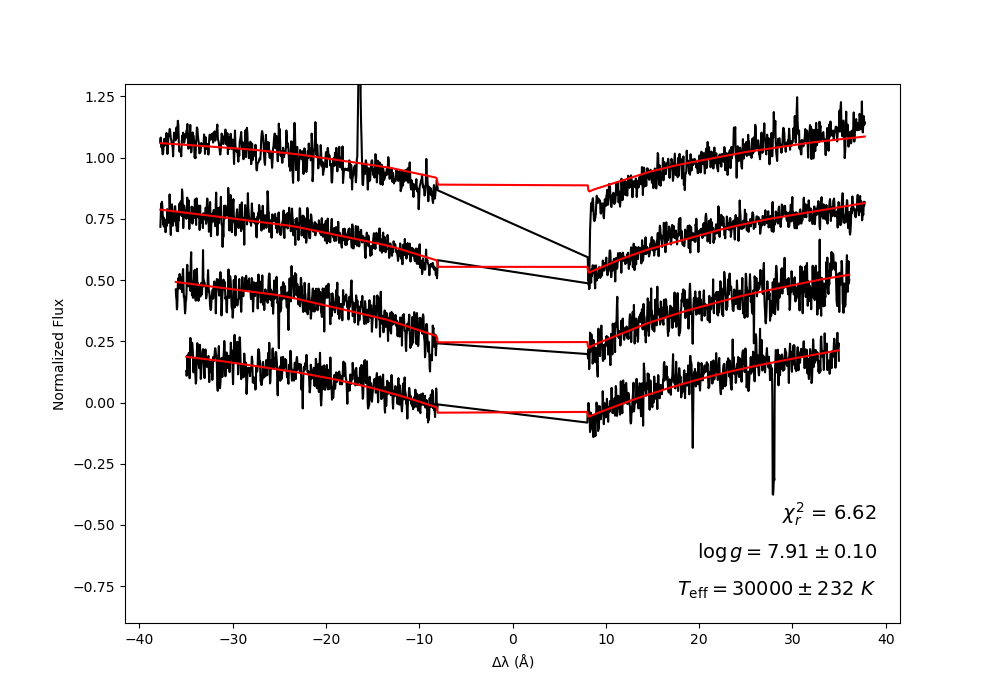 1.25
1.00
0.75
0.50
0.25
0.00
−0.25
−0.50
−0.75
Normalized Flux
χ²ᵣ = 6.62
log g = 7.91 ± 0.10
T_eff = 30000 ± 232 K
−40 −30 −20 −10 0 10 20 30 40
Δλ (Å)